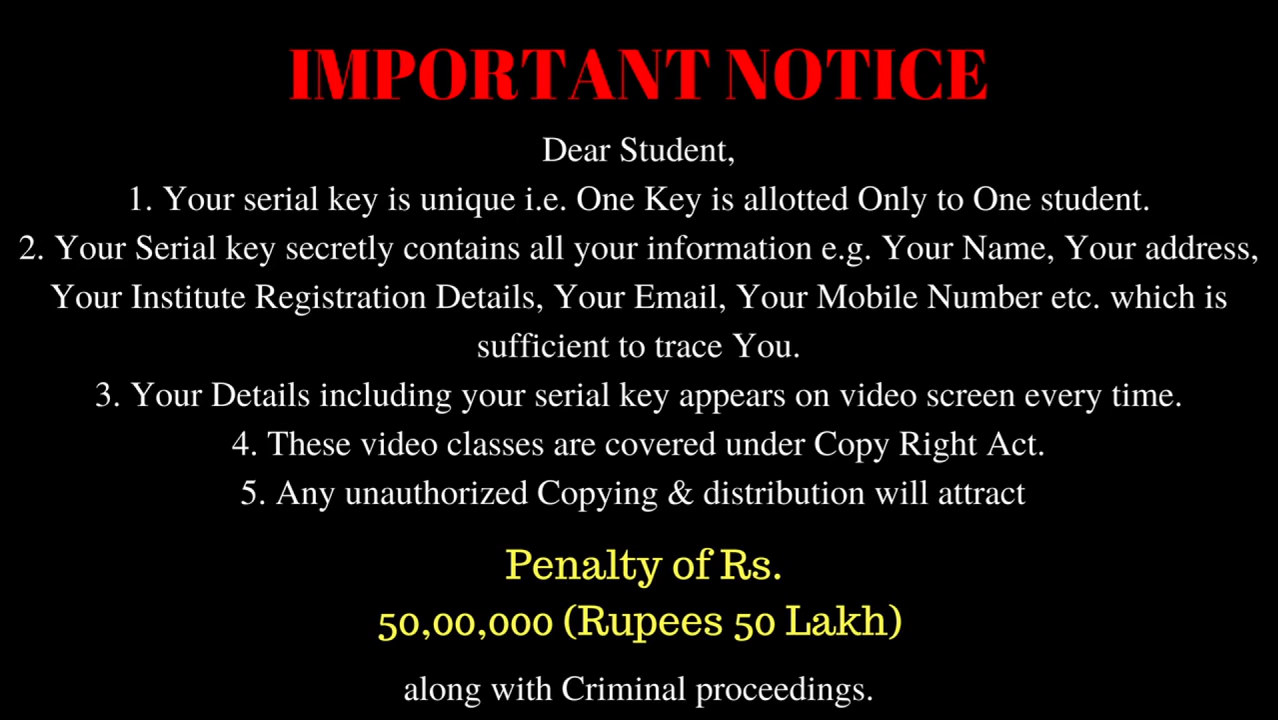 IMPORTANT NOTICE
Dear Student,
1. Your serial key is unique i.e. One Key is allotted Only to One student.
2. Your Serial key secretly contains all your information e.g. Your Name, Your address,
Your Institute Registration Details, Your Email, Your Mobile Number etc. which is
sufficient to trace You.
3. Your Details including your serial key appears on video screen every time.
4. These video classes are covered under Copy Right Act.
5. Any unauthorized Copying & distribution will attract
Penalty of Rs.
50,00,000 (Rupees 50 Lakh)
along with Criminal proceedings.